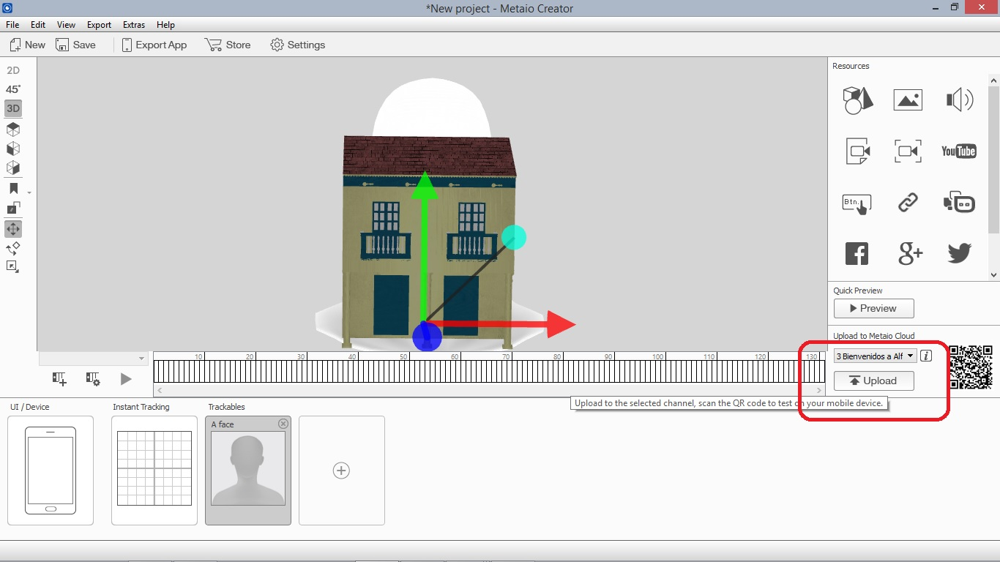 *New project - Metaio Creator
File Edit View Export Extras Help
New Save Export App Store Settings
2D
45°
3D
Resources
YouTube
Btn.
g+
Quick Preview
Preview
Upload to Metaio Cloud
3 Bienvenidos a Alf
i
Upload
10 20 30 40 50 60 70 80 90 100 110 120 130
Upload to the selected channel, scan the QR code to test on your mobile device.
UI / Device Instant Tracking Trackables
A face